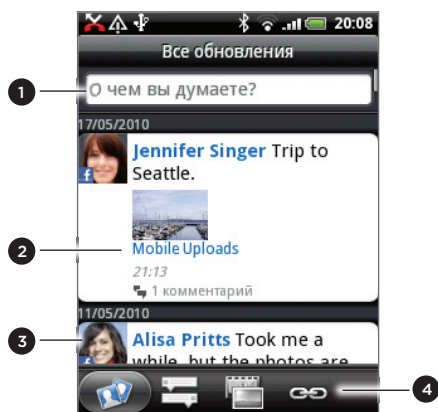 20:08
Все обновления
1
О чем вы думаете?
17/05/2010
Jennifer Singer Trip to
Seattle.
2
Mobile Uploads
21:13
1 комментарий
11/05/2010
3
Alisa Pritts Took me a
while, but the photos are
4